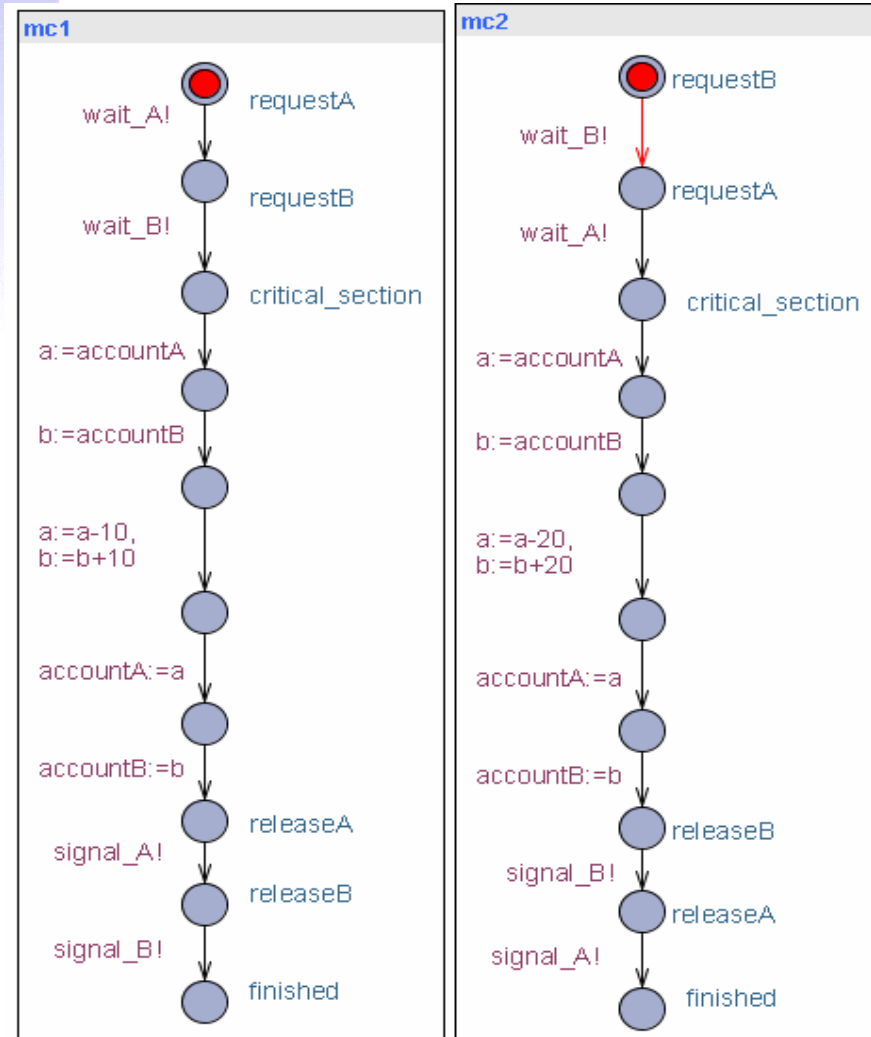 mc1
requestA
wait_A!
requestB
wait_B!
critical_section
a:=accountA
b:=accountB
a:=a-10,
b:=b+10
accountA:=a
accountB:=b
releaseA
signal_A!
releaseB
signal_B!
finished
mc2
requestB
wait_B!
requestA
wait_A!
critical_section
a:=accountA
b:=accountB
a:=a-20,
b:=b+20
accountA:=a
accountB:=b
releaseB
signal_B!
releaseA
signal_A!
finished